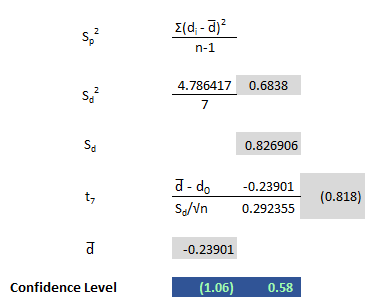 Sp² Σ(di - d̅)²
n-1
Sd² 4.786417 0.6838
7
Sd 0.826906
t7 d̅ - do -0.23901 (0.818)
Sd/√n 0.292355
d̅ -0.23901
Confidence Level (1.06) 0.58